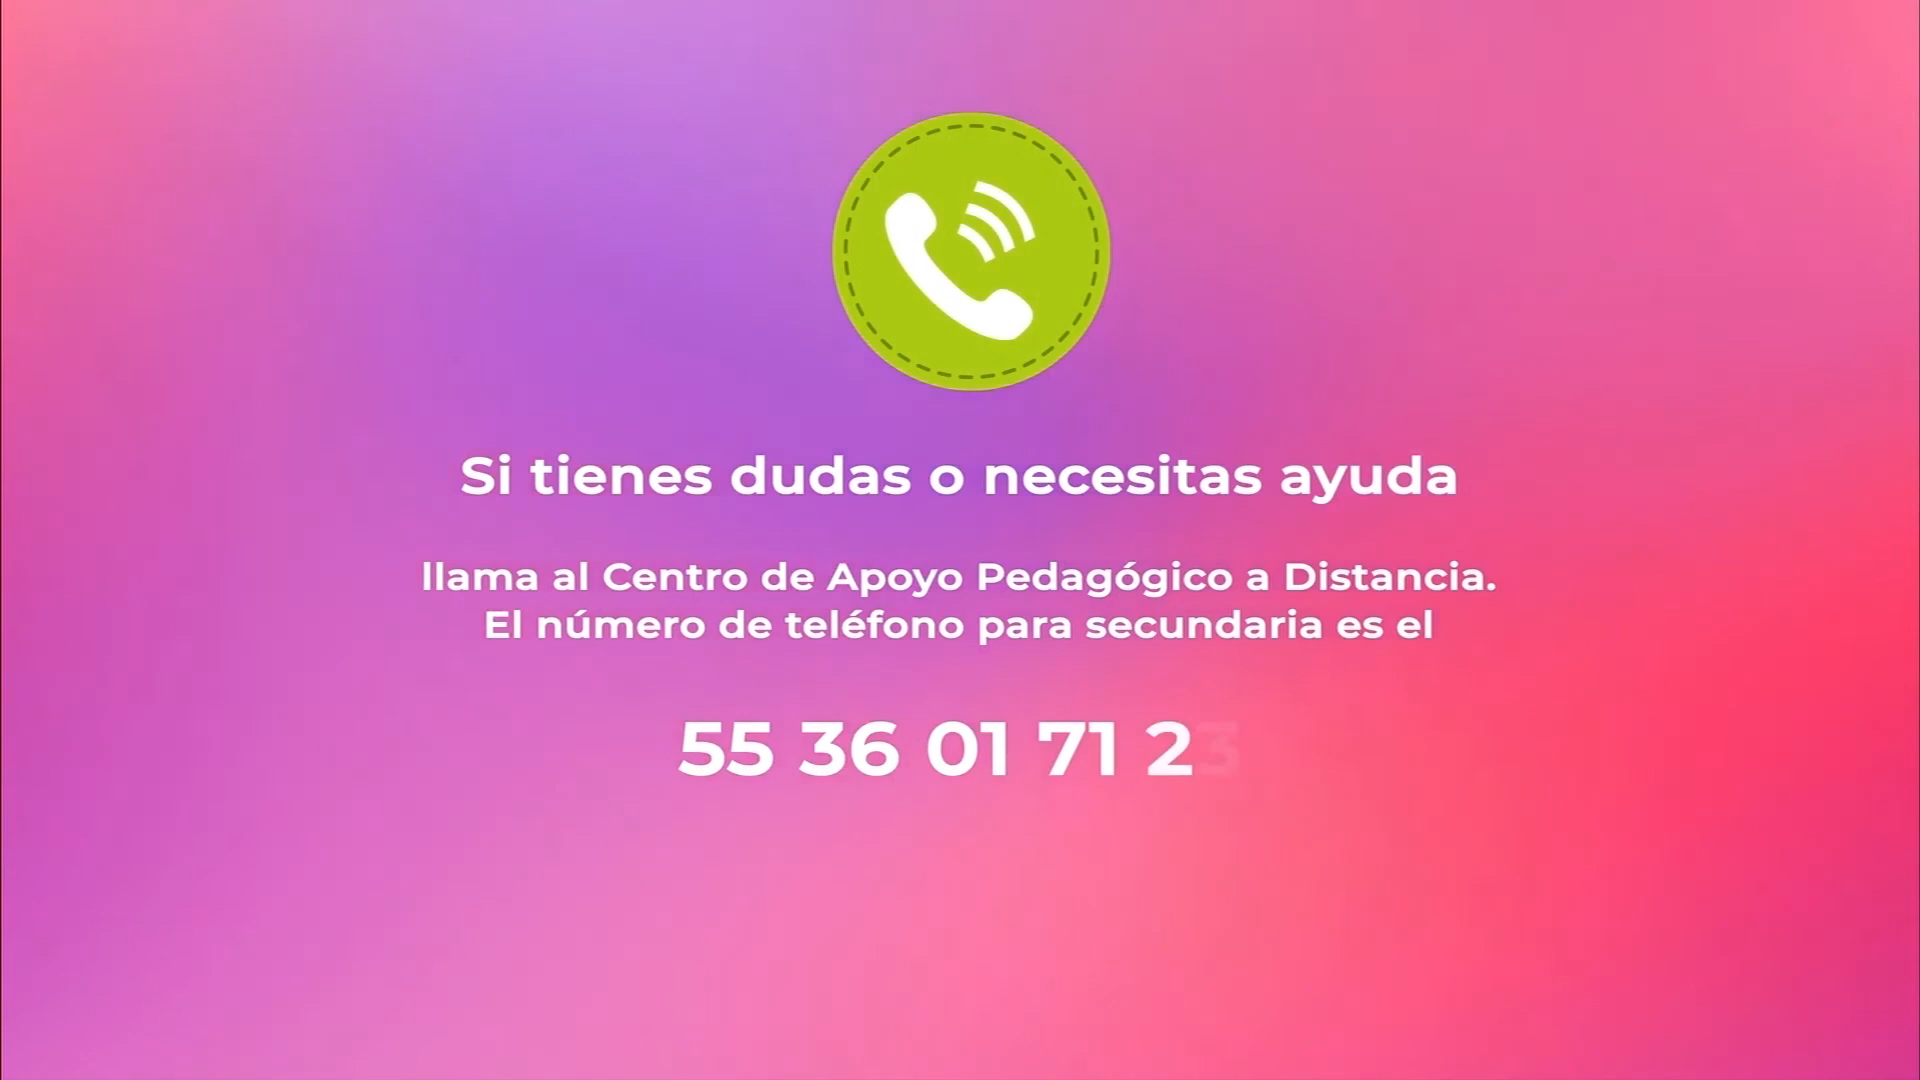 Si tienes dudas o necesitas ayuda
llama al Centro de Apoyo Pedagógico a Distancia.
El número de teléfono para secundaria es el
55 36 01 71 23